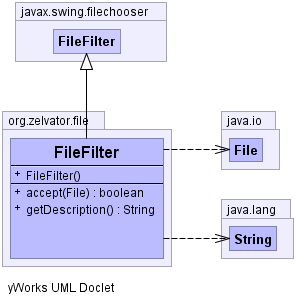 javax.swing.filechooser
FileFilter
org.zelvator.file
FileFilter
+ FileFilter()
+ accept(File) : boolean
+ getDescription() : String
java.io
File
java.lang
String
yWorks UML Doclet